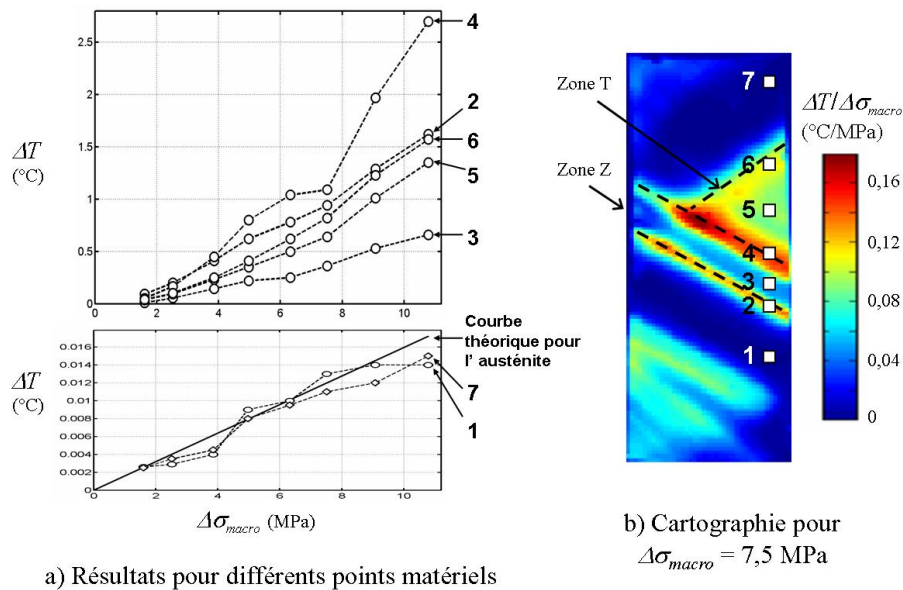 4
2.5
2
2
6
ΔT
(°C)
1.5
5
1
3
0.5
0
0 2 4 6 8 10
Courbe
théorique pour
l’ austénite
0.016
0.014
0.012
ΔT
(°C)
0.010
7
0.008
1
0.006
0.004
0.002
0
0 2 4 6 8 10
Δσmacro (MPa)
a) Résultats pour différents points matériels
Zone T
Zone Z
7
6
5
4
3
2
1
ΔT/Δσmacro
(°C/MPa)
0,16
0,12
0,08
0,04
0
b) Cartographie pour
Δσmacro = 7,5 MPa